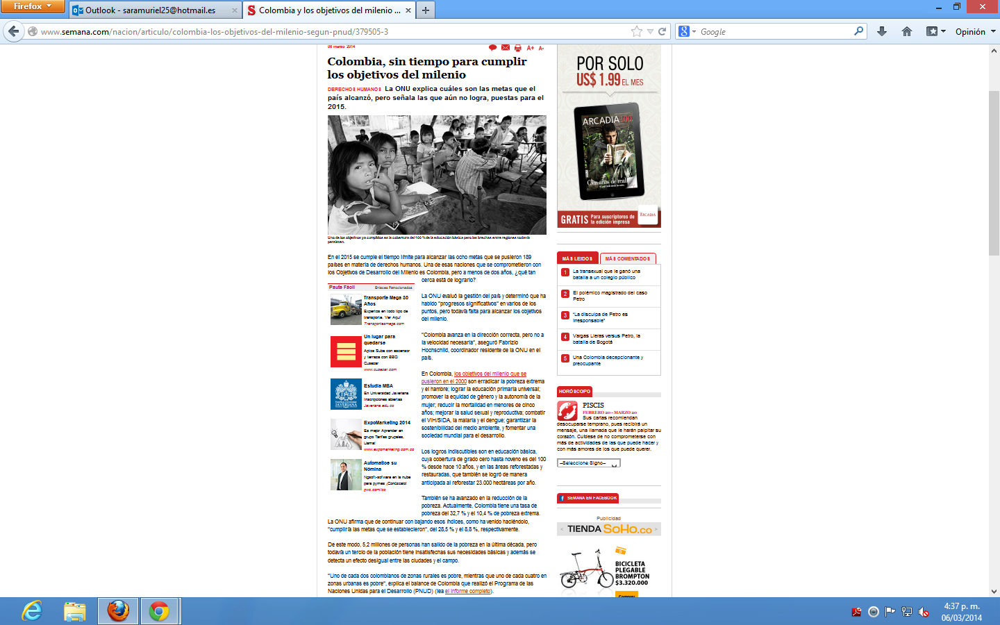 Firefox
Outlook - saramuriel25@hotmail.es
Colombia y los objetivos del milenio ...
www.semana.com/nacion/articulo/colombia-los-objetivos-del-milenio-segun-pnud/379505-3
Google
Opinión
06 marzo 2014
A+ A-
Colombia, sin tiempo para cumplir
los objetivos del milenio
DERECHOS HUMANOS La ONU explica cuáles son las metas que el
país alcanzó, pero señala las que aún no logra, puestas para el
2015.
Uno de los objetivos ya cumplidos es la cobertura del 100 % de la educación básica pero las brechas entre regiones todavía
persisten.
En el 2015 se cumple el tiempo límite para alcanzar las ocho metas que se pusieron 189
países en materia de derechos humanos. Una de esas naciones que se comprometieron con
los Objetivos de Desarrollo del Milenio es Colombia, pero a menos de dos años, ¿qué tan
cerca está de lograrlo?
La ONU evaluó la gestión del país y determinó que ha
habido "progresos significativos" en varios de los
puntos, pero todavía falta para alcanzar los objetivos
del milenio.
"Colombia avanza en la dirección correcta, pero no a
la velocidad necesaria", aseguró Fabrizio
Hochschild, coordinador residente de la ONU en el
país.
En Colombia, los objetivos del milenio que se
pusieron en el 2000 son erradicar la pobreza extrema
y el hambre; lograr la educación primaria universal;
promover la equidad de género y la autonomía de la
mujer; reducir la mortalidad en menores de cinco
años; mejorar la salud sexual y reproductiva; combatir
el VIH/SIDA, la malaria y el dengue; garantizar la
sostenibilidad del medio ambiente, y fomentar una
sociedad mundial para el desarrollo.
Los logros indiscutibles son en educación básica,
cuya cobertura de grado cero hasta noveno es del 100
% desde hace 10 años, y en las áreas reforestadas y
restauradas, que también se logró de manera
anticipada al reforestar 23.000 hectáreas por año.
También se ha avanzado en la reducción de la
pobreza. Actualmente, Colombia tiene una tasa de
pobreza del 32,7 % y el 10,4 % de pobreza extrema.
La ONU afirma que de continuar con bajando esos índices, como ha venido haciéndolo,
"cumpliría las metas que se establecieron", del 28,5 % y el 8,8 %, respectivamente.
De este modo, 5,2 millones de personas han salido de la pobreza en la última década, pero
todavía un tercio de la población tiene insatisfechas sus necesidades básicas y además se
detecta un efecto desigual entre las ciudades y el campo.
"Uno de cada dos colombianos de zonas rurales es pobre, mientras que uno de cada cuatro en
zonas urbanas es pobre", explica el balance de Colombia que realizó el Programa de las
Naciones Unidas para el Desarrollo (PNUD) (lea el informe completo).
Paute Fácil
Enlaces Patrocinados
Transporte Mega 30
Años
Expertos en todo tipo de
transporte. Ver Aquí
Transportesmega.com
Un lugar para
quedarse
Aptos Suba con ascensor
y terraza con BBQ
Cusezar
www.cusezar.com
JAVERIANA
Estudia MBA
En Universidad Javeriana
Inscripciones abiertas
Javeriana.edu.co
ExpoMarketing 2014
Es mejor Aprender en
grupo Tarifas grupales,
Llama!
www.expomarketing.com.co
Automatice su
Nómina
Ngsoft-sofware en la nube
para pymes ¡Conúzcalo!
pwc.com/co
POR SOLO
US$ 1.99 EL MES
ARCADIA 100
Cien años de real
GRATIS Para suscriptores de
la edición impresa
ARCADIA
MÁS LEIDOS
MÁS COMENTADOS
1 La transexual que le ganó una
batalla a un colegio público
2 El polémico magistrado del caso
Petro
3 "La disculpa de Petro es
irresponsable"
4 Vargas Lleras versus Petro, la
batalla de Bogotá
5 Una Colombia decepcionante y
preocupante
HORÓSCOPO
PISCIS
FEBRERO 20 - MARZO 20
Sus cartas recomiendan
desocuparse temprano, pues recibirá un
mensaje, una llamada que le harán palpitar su
corazón. Cuídese de no comprometerse con
más de actividades de las que puede hacer y
con más amores de los que puede querer.
--Seleccione Signo--
SEMANA EN FACEBOOK
Publicidad
TIENDA SoHo.co
BICICLETA
PLEGABLE
BROMPTON
$3.320.000
Comprar
4:37 p. m.
06/03/2014